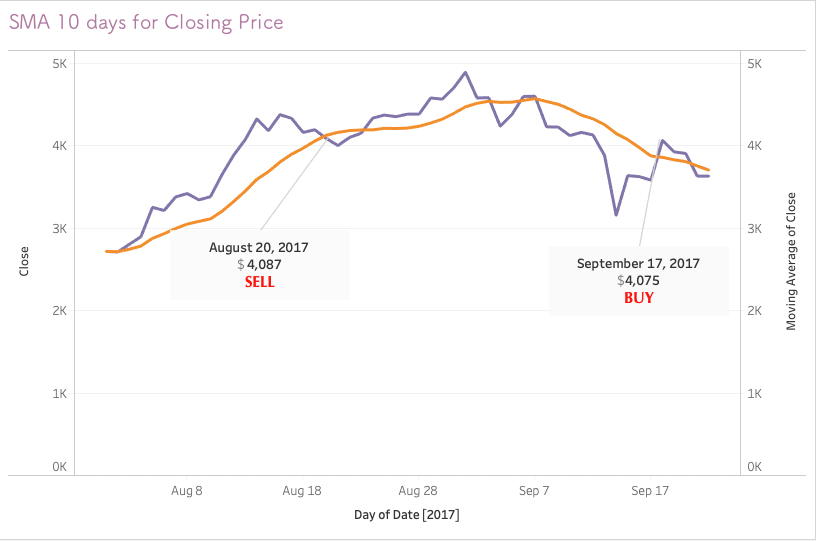 SMA 10 days for Closing Price
5K
4K
3K
2K
1K
0K
Close
5K
4K
3K
2K
1K
0K
Moving Average of Close
August 20, 2017
$ 4,087
SELL
September 17, 2017
$4,075
BUY
Aug 8
Aug 18
Aug 28
Sep 7
Sep 17
Day of Date [2017]